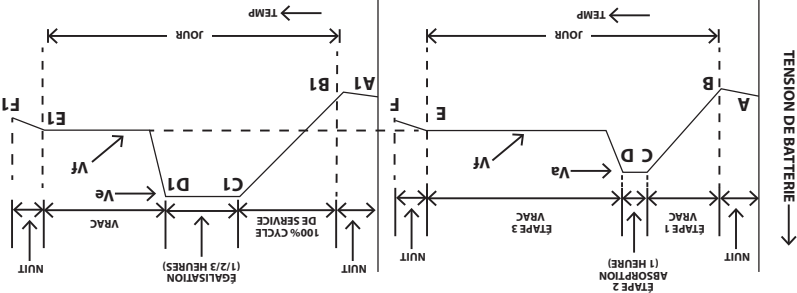 TENSION DE BATTERIE
NUIT
ÉTAPE 1
VRAC
ÉTAPE 2
ABSORPTION
(1 HEURE)
ÉTAPE 3
VRAC
NUIT
Va
C
D
Vf
A
B
E
F
JOUR
TEMP
NUIT
100% CYCLE
DE SERVICE
ÉGALISATION
(1/2/3 HEURES)
VRAC
NUIT
Ve
C1
D1
Vf
A1
B1
E1
F1
JOUR
TEMP